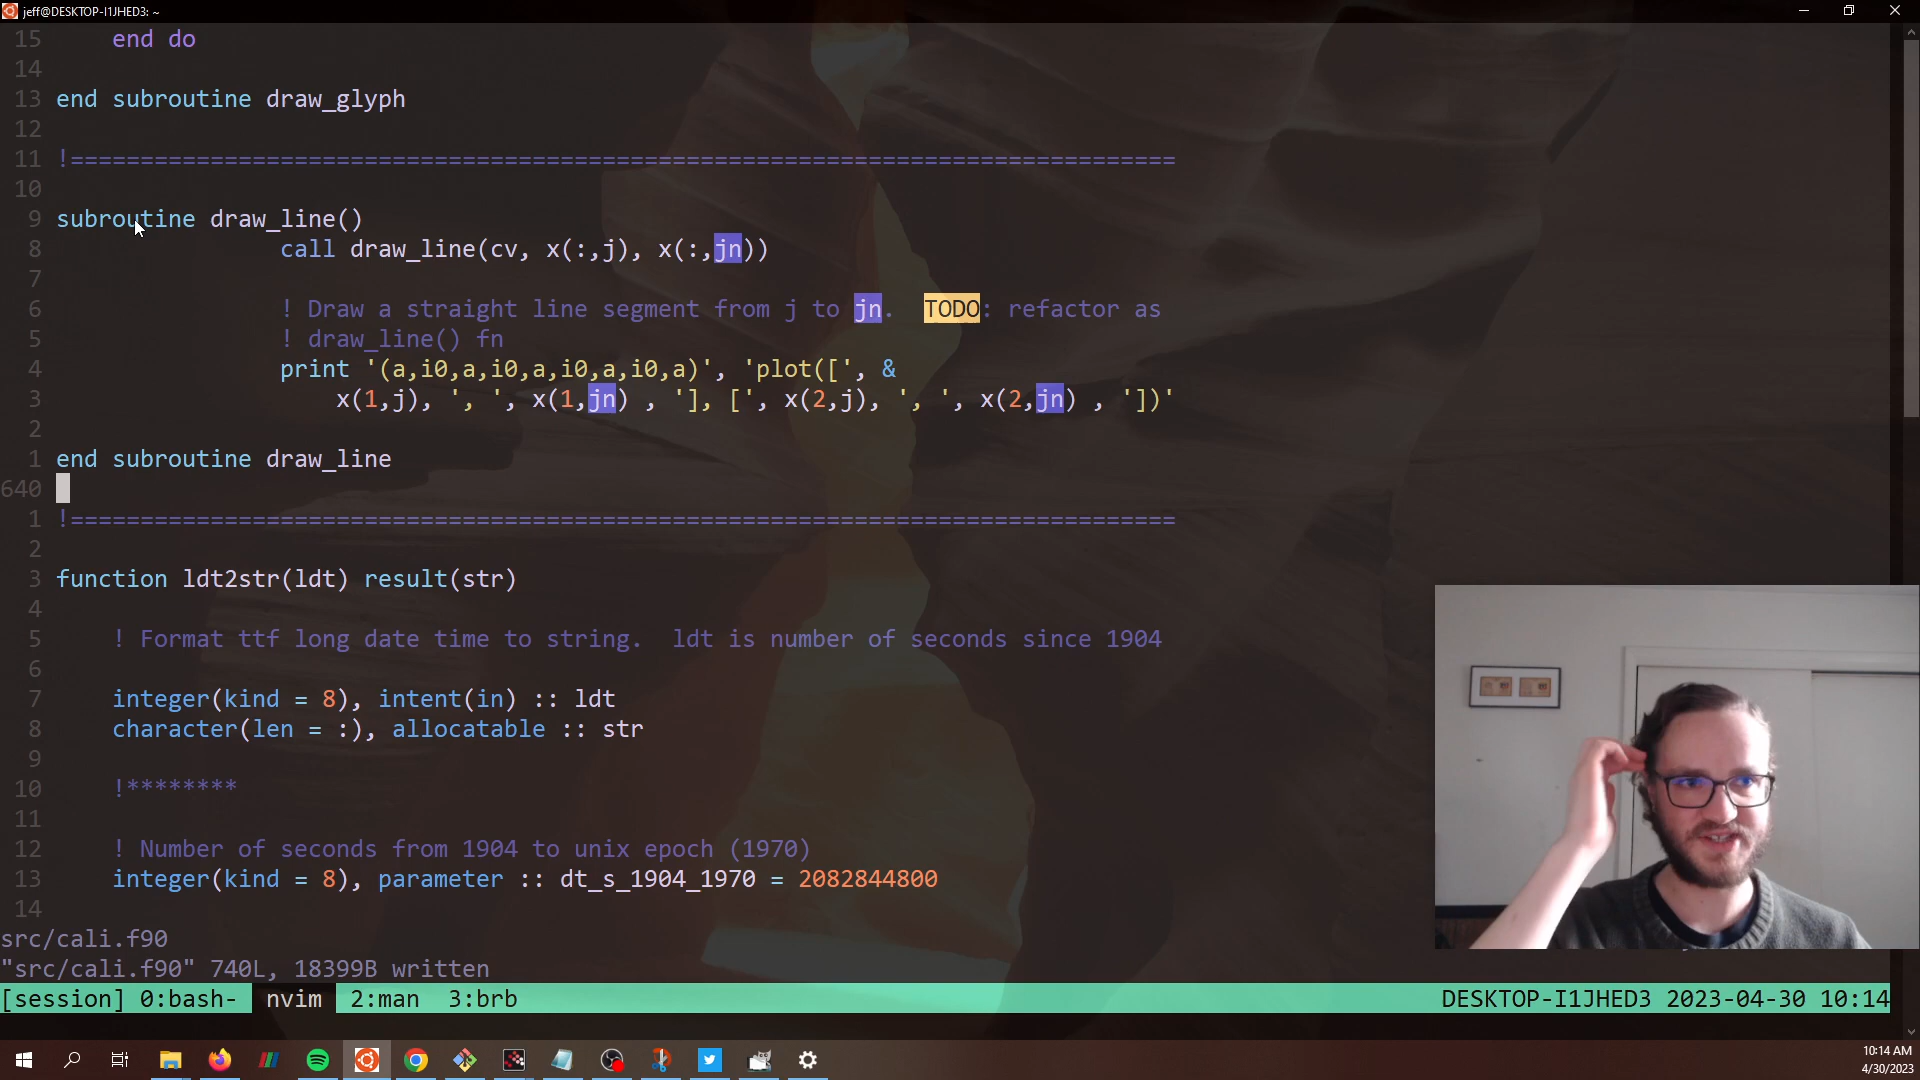 jeff@DESKTOP-I1JHED3: ~
15     end do
14
13 end subroutine draw_glyph
12
11 !===============================================================================
10
9 subroutine draw_line()
8                 call draw_line(cv, x(:,j), x(:,jn))
7
6                 ! Draw a straight line segment from j to jn.  TODO: refactor as
5                 ! draw_line() fn
4                 print '(a,i0,a,i0,a,i0,a,i0,a)', 'plot([', &
3                     x(1,j), ', ', x(1,jn) , '], [', x(2,j), ', ', x(2,jn) , '])'
2
1 end subroutine draw_line
640
1 !===============================================================================
2
3 function ldt2str(ldt) result(str)
4
5     ! Format ttf long date time to string.  ldt is number of seconds since 1904
6
7     integer(kind = 8), intent(in) :: ldt
8     character(len = :), allocatable :: str
9
10     !********
11
12     ! Number of seconds from 1904 to unix epoch (1970)
13     integer(kind = 8), parameter :: dt_s_1904_1970 = 2082844800
14
src/cali.f90
"src/cali.f90" 740L, 18399B written
[session] 0:bash-  nvim  2:man  3:brb DESKTOP-I1JHED3 2023-04-30 10:14
10:14 AM
4/30/2023